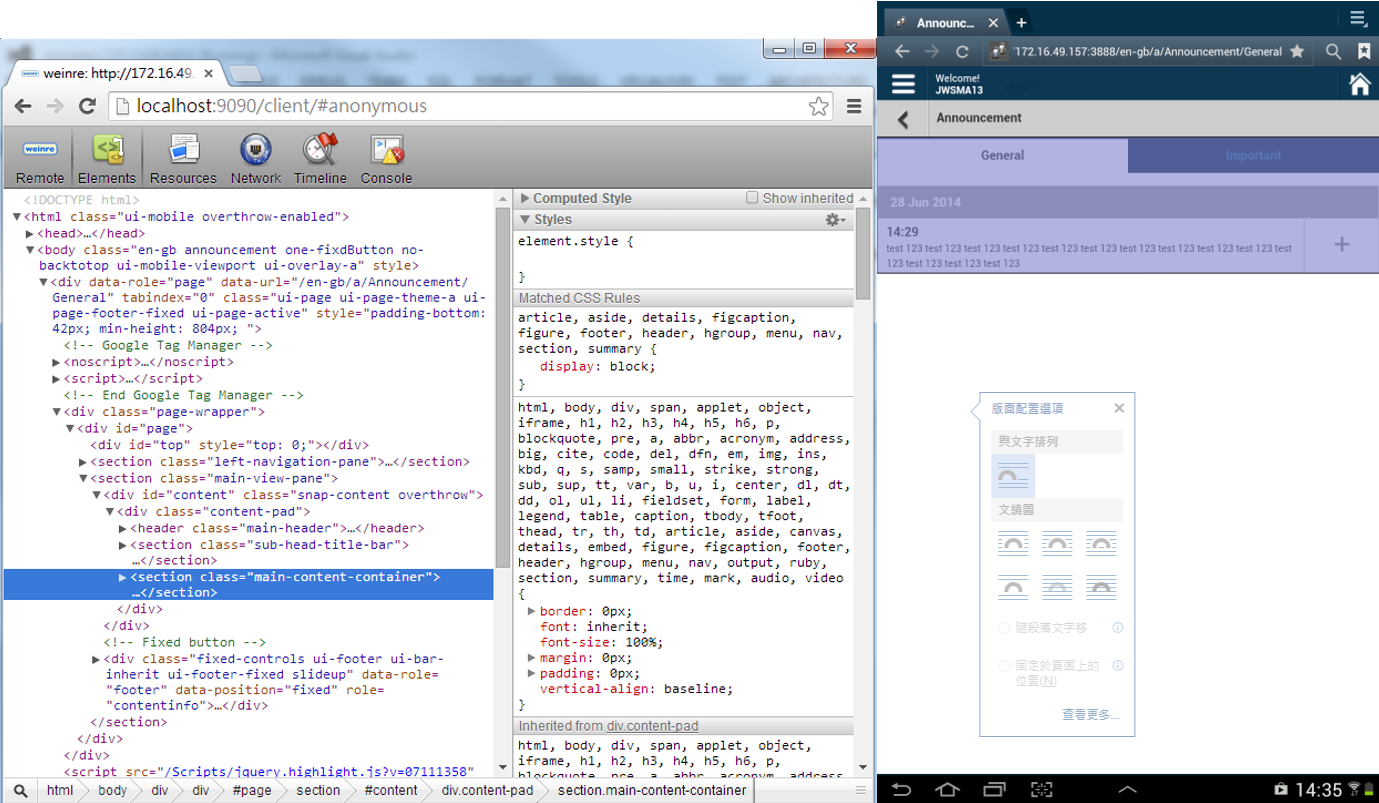 weinre: http://172.16.49.
localhost:9090/client/#anonymous
weinre
Remote
Elements
Resources
Network
Timeline
Console
<!DOCTYPE html>
▼<html class="ui-mobile overthrow-enabled">
▶<head>…</head>
▼<body class="en-gb announcement one-fixdButton no-
backtotop ui-mobile-viewport ui-overlay-a" style>
▼<div data-role="page" data-url="/en-gb/a/Announcement/
General" tabindex="0" class="ui-page ui-page-theme-a ui-
page-footer-fixed ui-page-active" style="padding-bottom:
42px; min-height: 804px; ">
<!-- Google Tag Manager -->
▶<noscript>…</noscript>
▶<script>…</script>
<!-- End Google Tag Manager -->
▼<div class="page-wrapper">
▼<div id="page">
<div id="top" style="top: 0;"></div>
▶<section class="left-navigation-pane">…</section>
▼<section class="main-view-pane">
▼<div id="content" class="snap-content overthrow">
▼<div class="content-pad">
▶<header class="main-header">…</header>
▶<section class="sub-head-title-bar">
…</section>
▶<section class="main-content-container">
…</section>
</div>
</div>
<!-- Fixed button -->
▶<div class="fixed-controls ui-footer ui-bar-
inherit ui-footer-fixed slideup" data-role=
"footer" data-position="fixed" role=
"contentinfo">…</div>
</section>
</div>
</div>
<script src="/Scripts/jquery.highlight.js?v=07111358"
html
body
div
div
#page
section
#content
div.content-pad
section.main-content-container
▶Computed Style
Show inherited
▼Styles
element.style {
}
Matched CSS Rules
article, aside, details, figcaption,
figure, footer, header, hgroup, menu, nav,
section, summary {
display: block;
}
html, body, div, span, applet, object,
iframe, h1, h2, h3, h4, h5, h6, p,
blockquote, pre, a, abbr, acronym, address,
big, cite, code, del, dfn, em, img, ins,
kbd, q, s, samp, small, strike, strong,
sub, sup, tt, var, b, u, i, center, dl, dt,
dd, ol, ul, li, fieldset, form, label,
legend, table, caption, tbody, tfoot,
thead, tr, th, td, article, aside, canvas,
details, embed, figure, figcaption, footer,
header, hgroup, menu, nav, output, ruby,
section, summary, time, mark, audio, video
{
▶ border: 0px;
font: inherit;
font-size: 100%;
▶ margin: 0px;
▶ padding: 0px;
vertical-align: baseline;
}
Inherited from div.content-pad
html, body, div, span, applet, object,
iframe, h1, h2, h3, h4, h5, h6, p,
blockquote, pre, a, abbr, acronym, address,
Announc...
172.16.49.157:3888/en-gb/a/Announcement/General
Welcome!
JWSMA13
Announcement
General
Important
28 Jun 2014
14:29
test 123 test 123 test 123 test 123 test 123 test 123 test 123 test 123 test 123 test
123 test 123 test 123 test 123
版面配置選項
與文字排列
文繞圖
隨段落文字移
固定於頁面上的
位置(N)
查看更多...
14:35